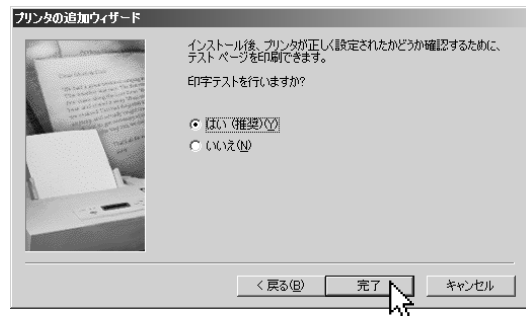 プリンタの追加ウィザード
インストール後、プリンタが正しく設定されたかどうか確認するために、
テスト ページを印刷できます。
印字テストを行いますか?
はい (推奨)(Y)
いいえ(N)
< 戻る(B)
完了
キャンセル